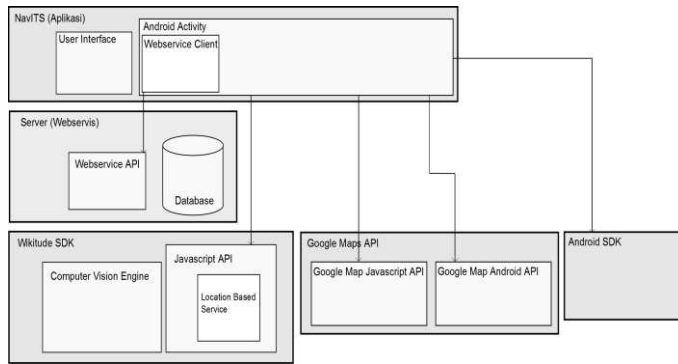 NavITS (Aplikasi)
User Interface
Android Activity
Webservice Client
Server (Webservis)
Webservice API
Database
Wikitude SDK
Computer Vision Engine
Javascript API
Location Based
Service
Google Maps API
Google Map Javascript API
Google Map Android API
Android SDK